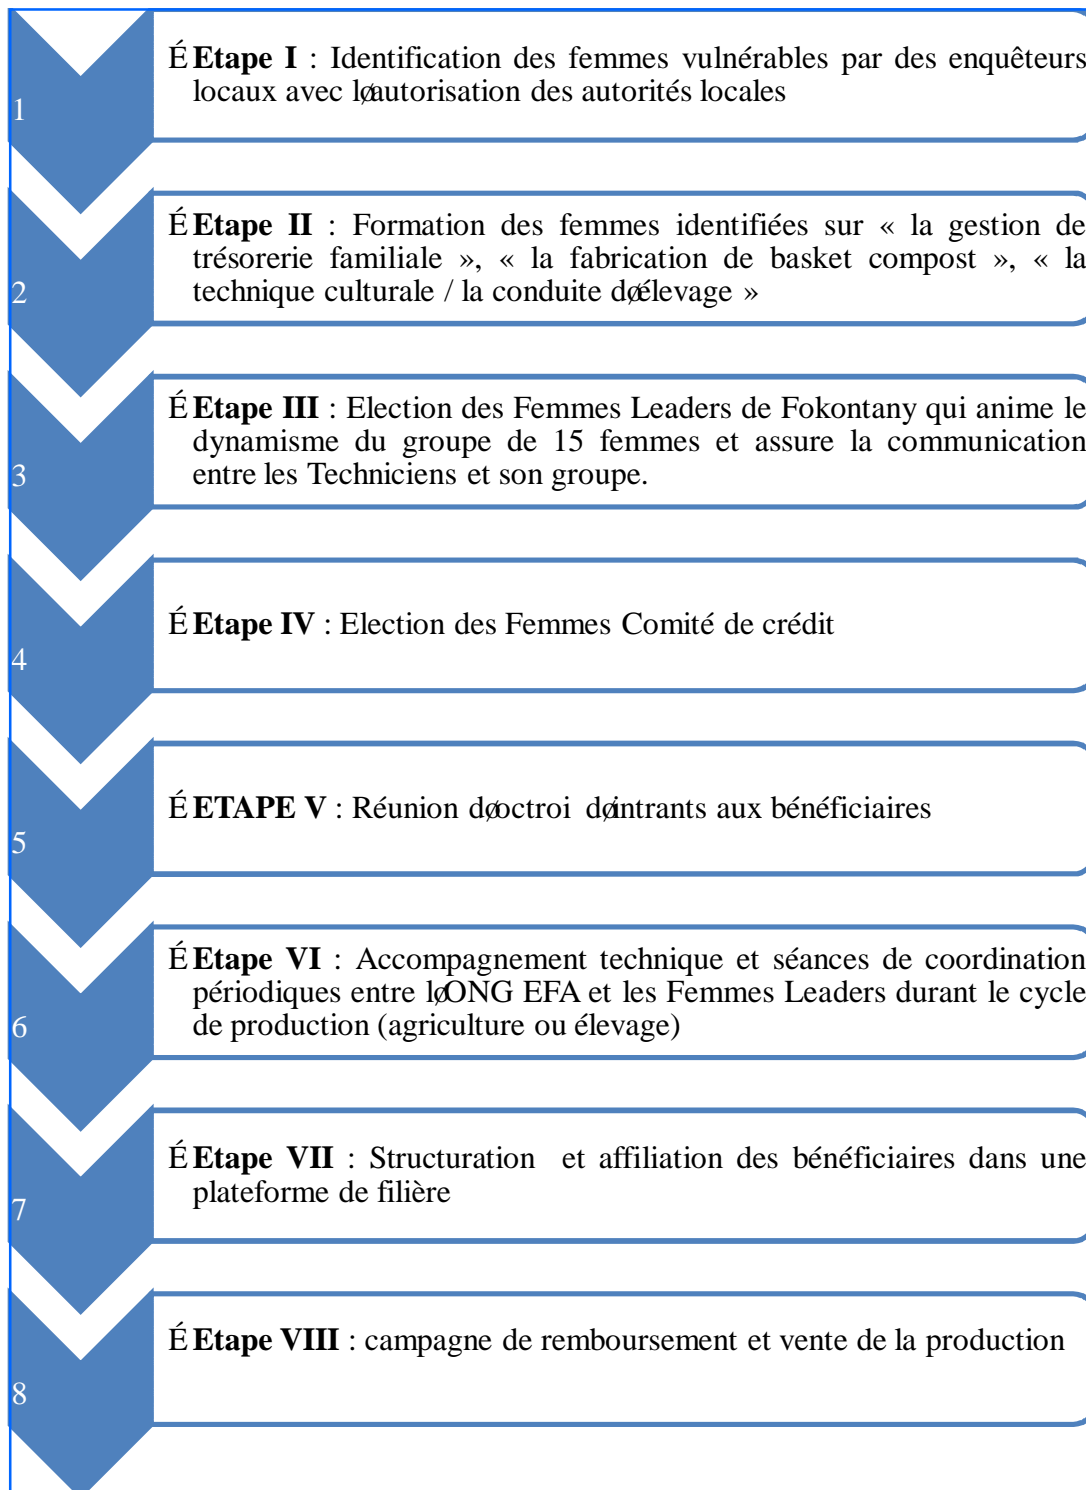 1
É Etape I : Identification des femmes vulnérables par des enquêteurs
locaux avec løautorisation des autorités locales
2
É Etape II : Formation des femmes identifiées sur « la gestion de
trésorerie familiale », « la fabrication de basket compost », « la
technique culturale / la conduite døélevage »
3
É Etape III : Election des Femmes Leaders de Fokontany qui anime le
dynamisme du groupe de 15 femmes et assure la communication
entre les Techniciens et son groupe.
4
É Etape IV : Election des Femmes Comité de crédit
5
É ETAPE V : Réunion døoctroi døintrants aux bénéficiaires
6
É Etape VI : Accompagnement technique et séances de coordination
périodiques entre løONG EFA et les Femmes Leaders durant le cycle
de production (agriculture ou élevage)
7
É Etape VII : Structuration et affiliation des bénéficiaires dans une
plateforme de filière
8
É Etape VIII : campagne de remboursement et vente de la production